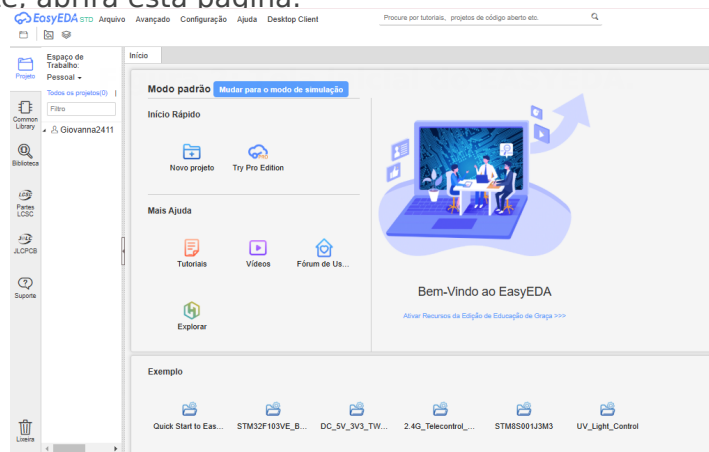 te, abrirá esta página:
EasyEDA STD Arquivo Avançado Configuração Ajuda Desktop Client
Procure por tutoriais, projetos de código aberto etc.
Projeto
Common
Library
Biblioteca
LCSC
Partes
LCSC
JLCPCB
Suporte
Lixeira
Espaço de
Trabalho:
Pessoal
Todos os projetos(0)
Filtro
Giovanna2411
Início
Modo padrão Mudar para o modo de simulação
Início Rápido
Novo projeto Try Pro Edition
Mais Ajuda
Tutoriais Vídeos Fórum de Us...
Explorar
Bem-Vindo ao EasyEDA
Ativar Recursos da Edição de Educação de Graça >>>
Exemplo
Quick Start to Eas... STM32F103VE_B... DC_5V_3V3_TW... 2.4G_Telecontrol_... STM8S001J3M3 UV_Light_Control